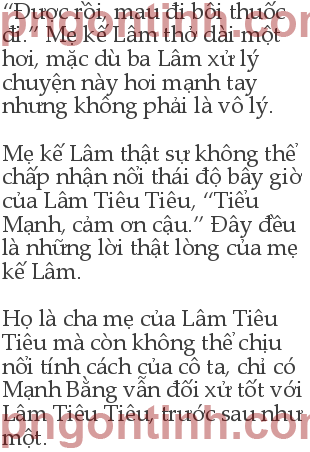 “Được rồi, mau đi bôi thuốc
đi.” Mẹ kế Lâm thở dài một
hơi, mặc dù ba Lâm xử lý
chuyện này hơi mạnh tay
nhưng không phải là vô lý.
Mẹ kế Lâm thật sự không thể
chấp nhận nổi thái độ bây giờ
của Lâm Tiêu Tiêu, “Tiểu
Mạnh, cảm ơn cậu.” Đây đều
là những lời thật lòng của mẹ
kế Lâm.
Họ là cha mẹ của Lâm Tiêu
Tiêu mà còn không thể chịu
nổi tính cách của cô ta, chỉ có
Mạnh Bằng vẫn đối xử tốt với
Lâm Tiêu Tiêu, trước sau như
một.
pngontinh.com
pngontinh.com